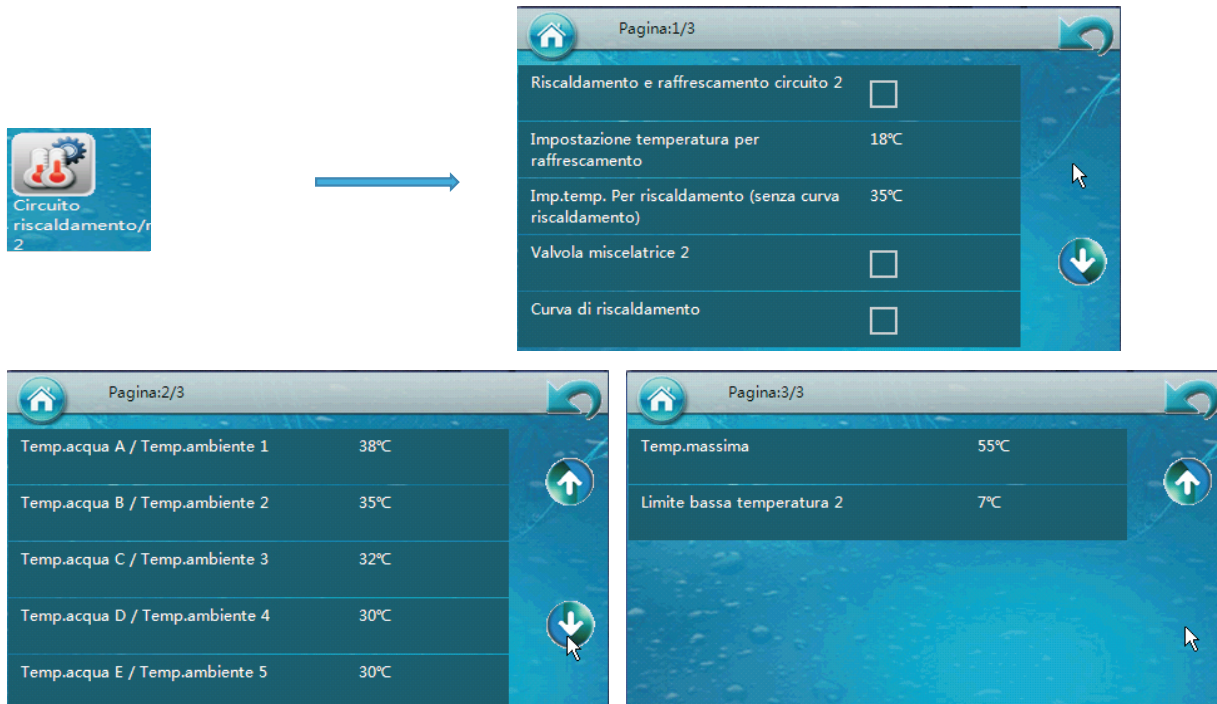 Circuito
riscaldamento/r
2
Pagina:1/3
Riscaldamento e raffrescamento circuito 2
Impostazione temperatura per
raffrescamento
18℃
Imp.temp. Per riscaldamento (senza curva
riscaldamento)
35℃
Valvola miscelatrice 2
Curva di riscaldamento
Pagina:2/3
Temp.acqua A / Temp.ambiente 1
38℃
Temp.acqua B / Temp.ambiente 2
35℃
Temp.acqua C / Temp.ambiente 3
32℃
Temp.acqua D / Temp.ambiente 4
30℃
Temp.acqua E / Temp.ambiente 5
30℃
Pagina:3/3
Temp.massima
55℃
Limite bassa temperatura 2
7℃